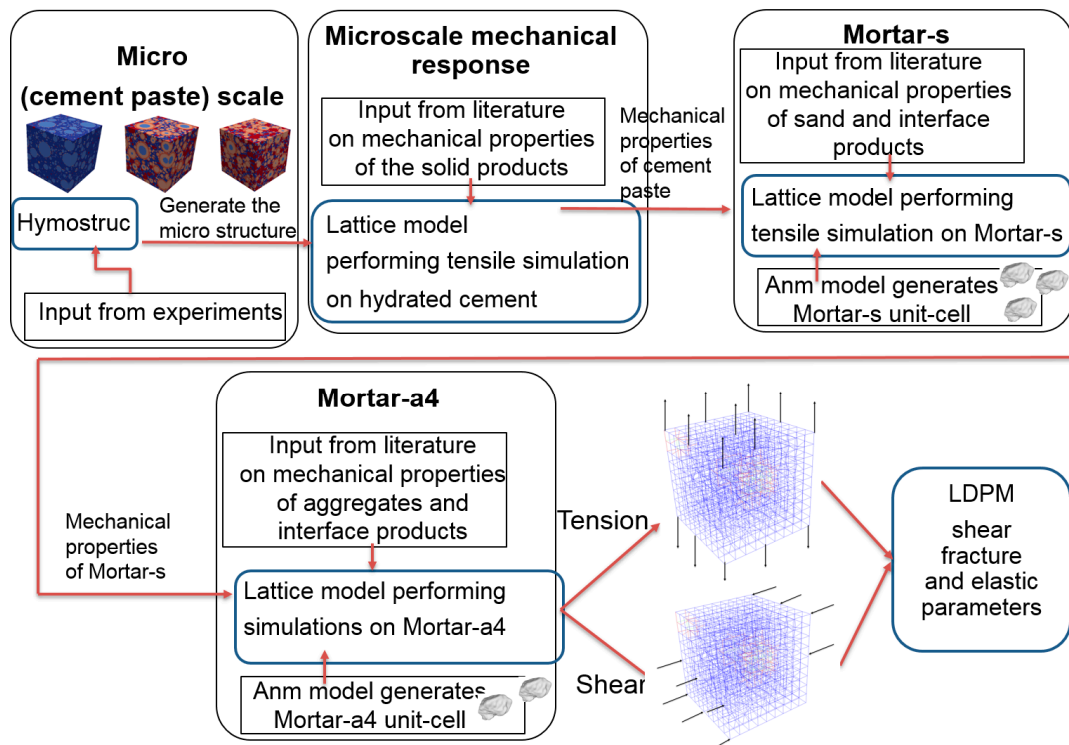 Micro
(cement paste) scale
Hymostruc
Generate the
micro structure
Input from experiments
Microscale mechanical
response
Input from literature
on mechanical properties
of the solid products
Lattice model
performing tensile simulation
on hydrated cement
Mechanical
properties
of cement
paste
Mortar-s
Input from literature
on mechanical properties
of sand and interface
products
Lattice model performing
tensile simulation on Mortar-s
Anm model generates
Mortar-s unit-cell
Mechanical
properties
of Mortar-s
Mortar-a4
Input from literature
on mechanical properties
of aggregates and
interface products
Lattice model performing
simulations on Mortar-a4
Anm model generates
Mortar-a4 unit-cell
Tension
Shear
LDPM
shear
fracture
and elastic
parameters